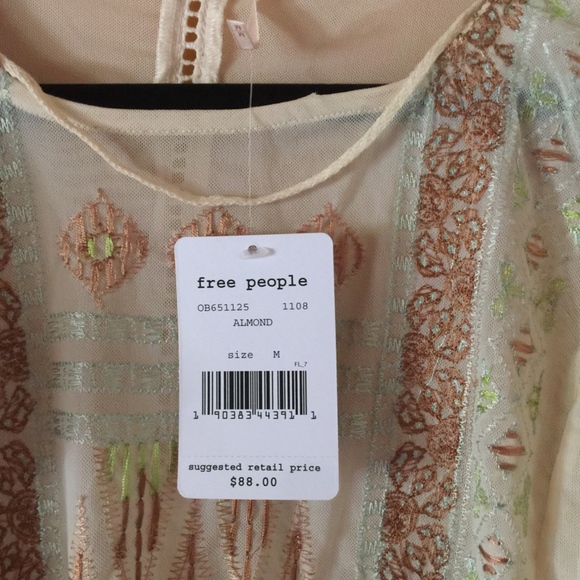 free people
OB651125 1108
ALMOND
size M
FL_7
1 90383 44391 1
suggested retail price
$88.00